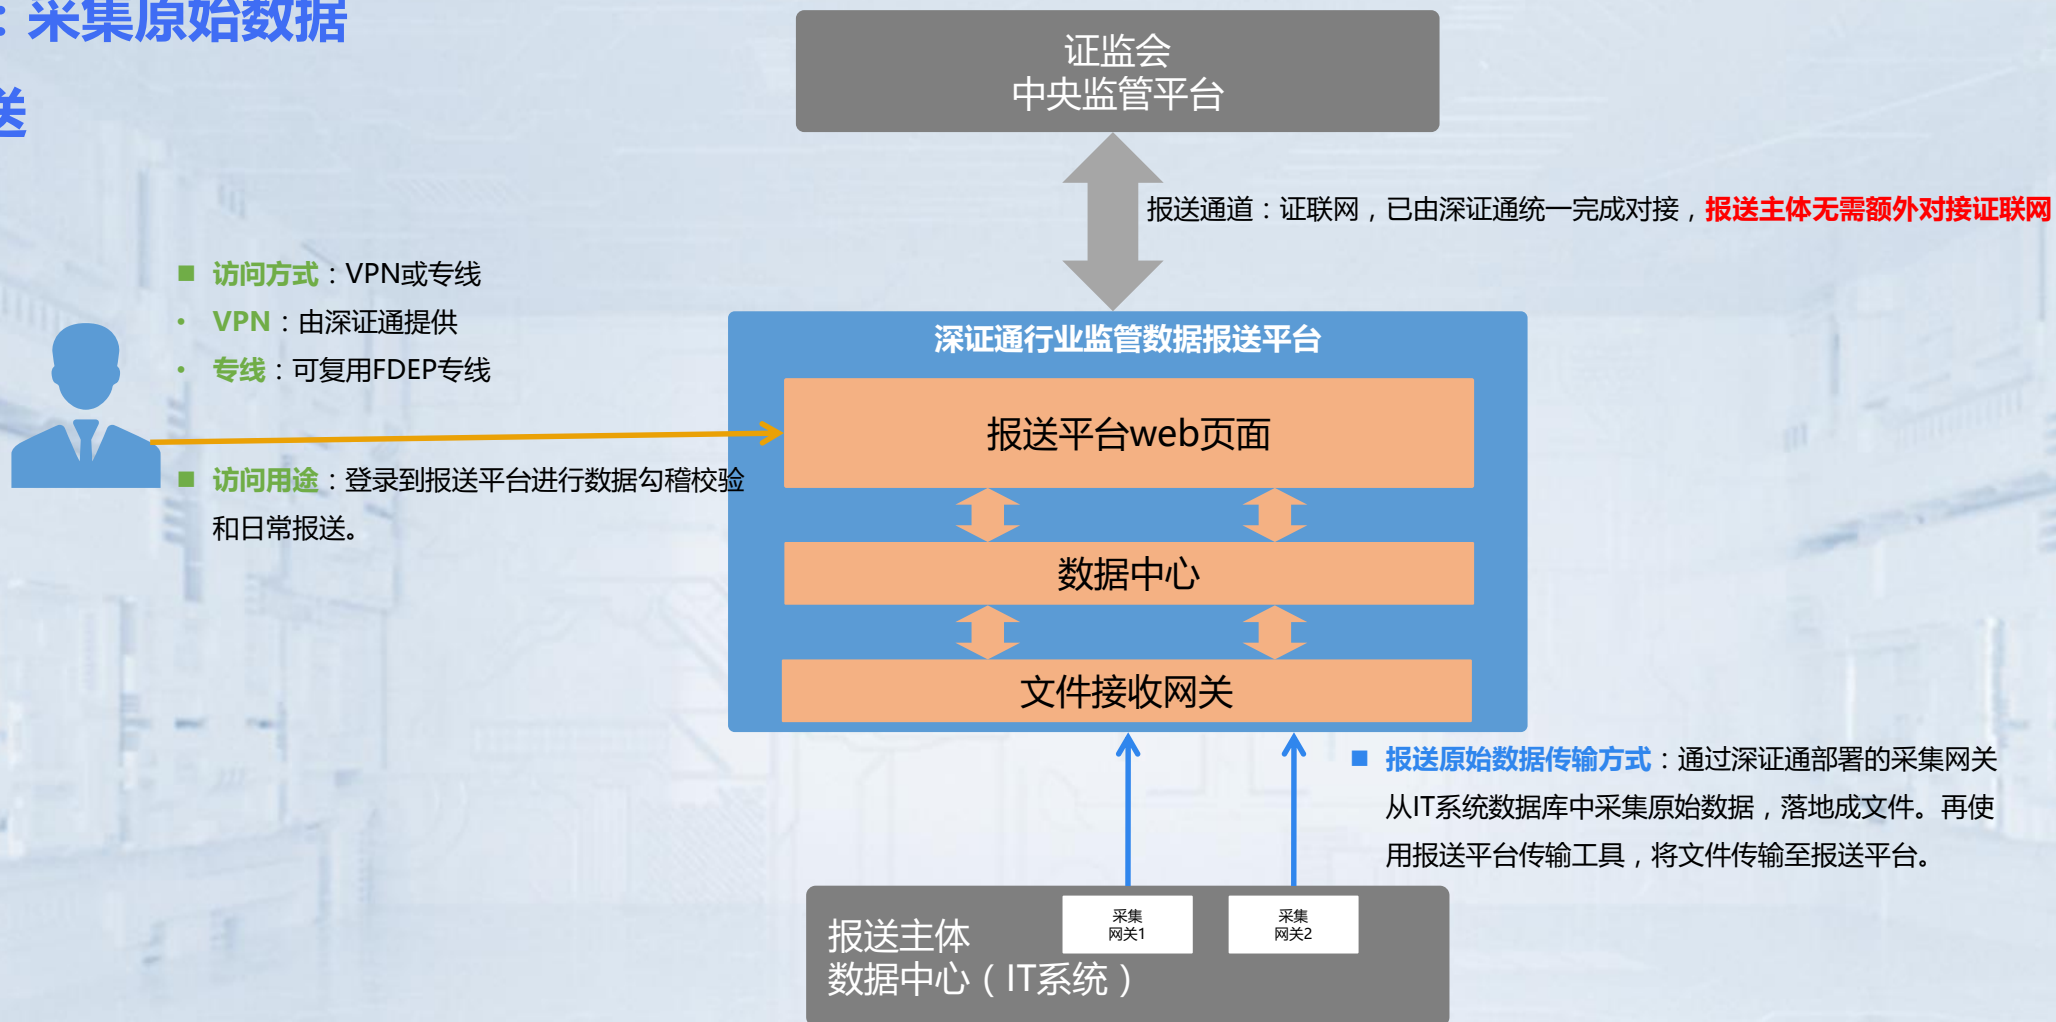 ：采集原始数据
送
证监会
中央监管平台
报送通道：证联网，已由深证通统一完成对接，报送主体无需额外对接证联网
访问方式：VPN或专线
VPN：由深证通提供
专线：可复用FDEP专线
访问用途：登录到报送平台进行数据勾稽校验
和日常报送。
深证通行业监管数据报送平台
报送平台web页面
数据中心
文件接收网关
报送原始数据传输方式：通过深证通部署的采集网关
从IT系统数据库中采集原始数据，落地成文件。再使
用报送平台传输工具，将文件传输至报送平台。
采集
网关1
采集
网关2
报送主体
数据中心（IT系统）